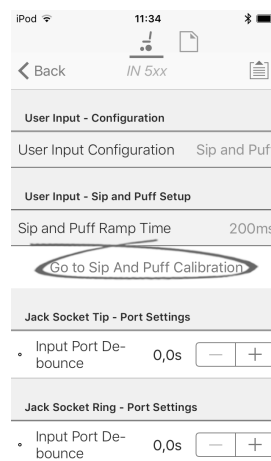 iPod 11:34
Back IN 5xx
User Input - Configuration
User Input Configuration Sip and Puff
User Input - Sip and Puff Setup
Sip and Puff Ramp Time 200ms
Go to Sip And Puff Calibration
Jack Socket Tip - Port Settings
Input Port De-
bounce 0,0s − +
Jack Socket Ring - Port Settings
Input Port De-
bounce 0,0s − +